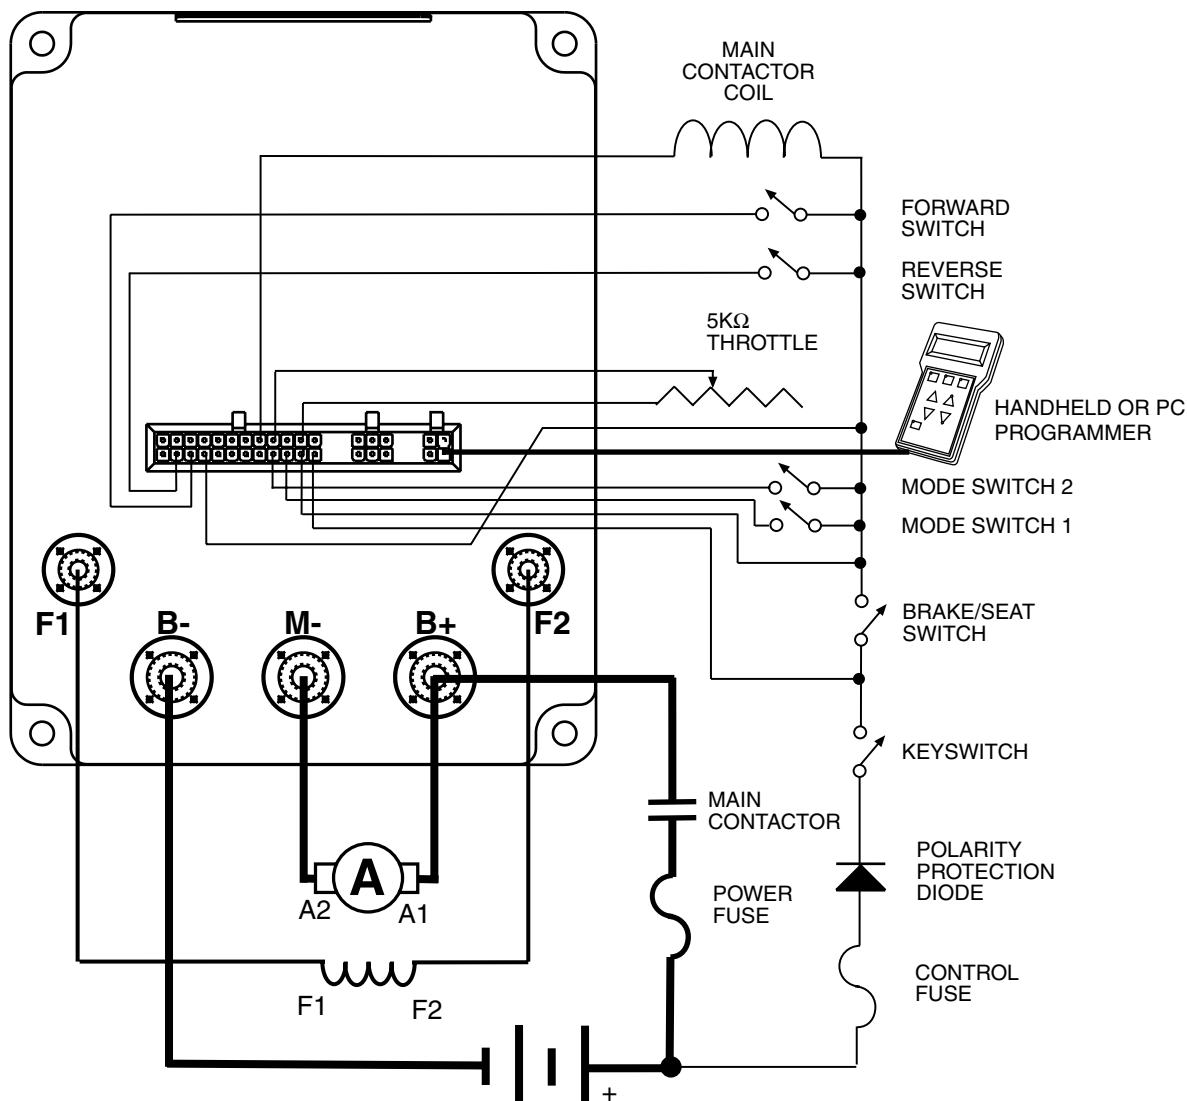 MAIN
CONTACTOR
COIL
FORWARD
SWITCH
REVERSE
SWITCH
5KΩ
THROTTLE
HANDHELD OR PC
PROGRAMMER
MODE SWITCH 2
MODE SWITCH 1
F1
B-
M-
B+
F2
BRAKE/SEAT
SWITCH
KEYSWITCH
MAIN
CONTACTOR
A
A2
A1
POLARITY
PROTECTION
DIODE
POWER
FUSE
CONTROL
FUSE
F1
F2
+